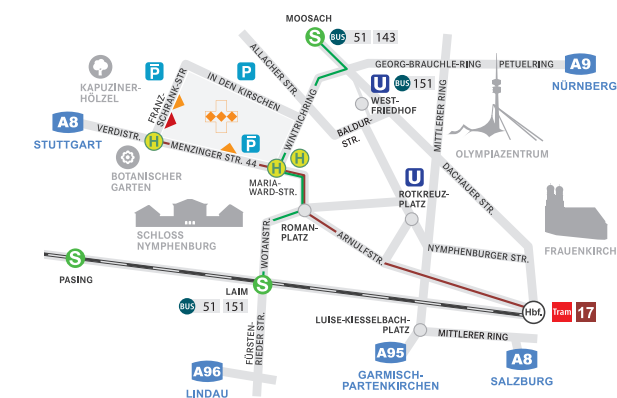 MOOSACH
S BUS 51 143
ALLACHER STR.
GEORG-BRAUCHLE-RING
PETUELRING
A9
NÜRNBERG
KAPUZINER-
HÖLZEL
P
P
IN DEN KIRSCHEN
U BUS 151
WEST-
FRIEDHOF
MITTLERER RING
FRANZ-
SCHRANK-STR
WINTRICHRING
BALDUR-
STR.
A8
STUTTGART
VERDISTR.
H
MENZINGER STR. 44
P
H
H
OLYMPIAZENTRUM
BOTANISCHER
GARTEN
MARIA-
WARD-STR.
U
ROTKREUZ-
PLATZ
DACHAUER STR.
SCHLOSS
NYMPHENBURG
ROMAN-
PLATZ
WOTANSTR.
ARNULFSTR.
NYMPHENBURGER STR.
FRAUENKIRCH
S
PASING
LAIM
S
BUS 51 151
FÜRSTEN-
RIEDER STR.
Hbf.
Tram 17
LUISE-KIESSELBACH-
PLATZ
MITTLERER RING
A95
GARMISCH-
PARTENKIRCHEN
A8
SALZBURG
A96
LINDAU